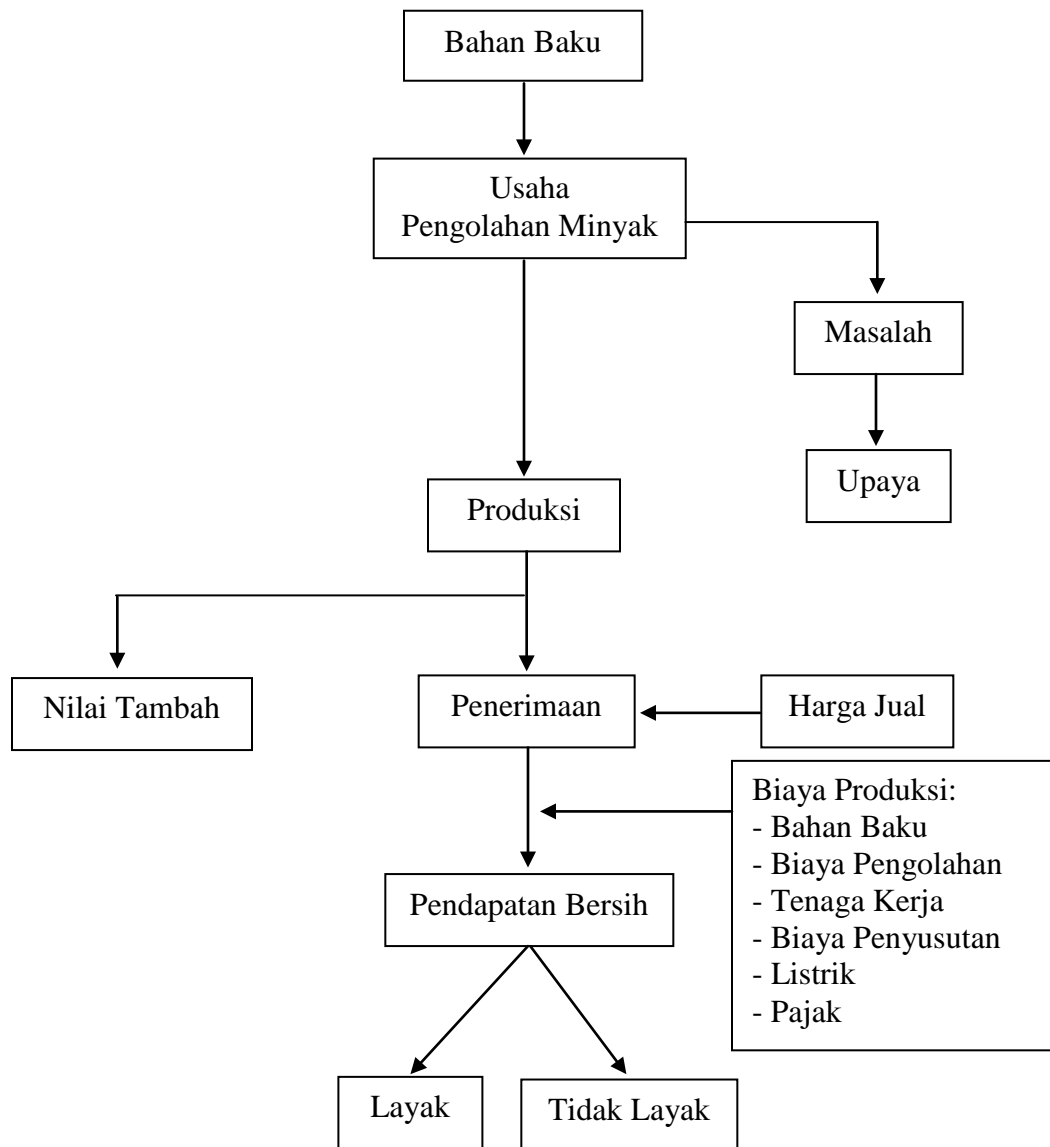 Bahan Baku
Usaha
Pengolahan Minyak
Masalah
Upaya
Produksi
Nilai Tambah
Penerimaan
Harga Jual
Biaya Produksi:
- Bahan Baku
- Biaya Pengolahan
- Tenaga Kerja
- Biaya Penyusutan
- Listrik
- Pajak
Pendapatan Bersih
Layak
Tidak Layak